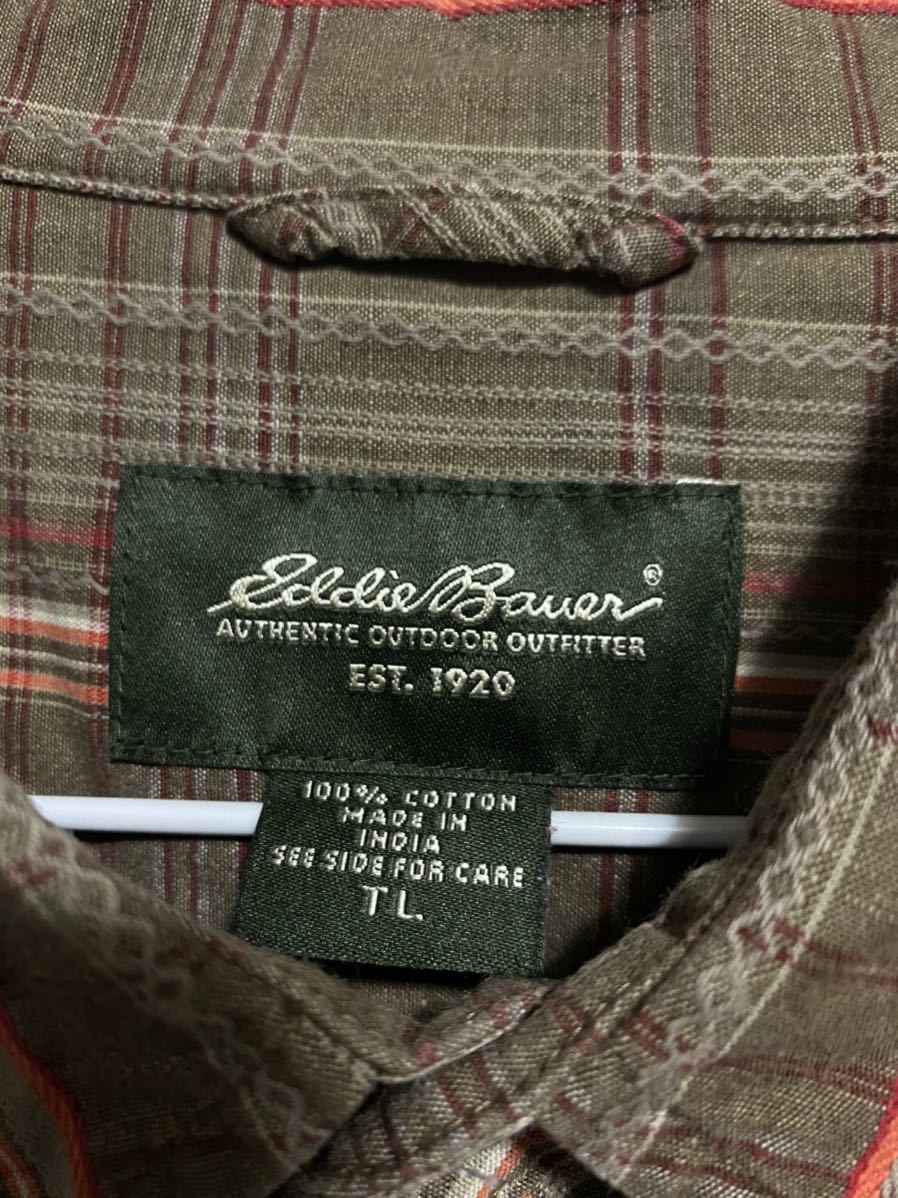 Eddie Bauer ®
AUTHENTIC OUTDOOR OUTFITTER
EST. 1920
100% COTTON
MADE IN
INDIA
SEE SIDE FOR CARE
TL